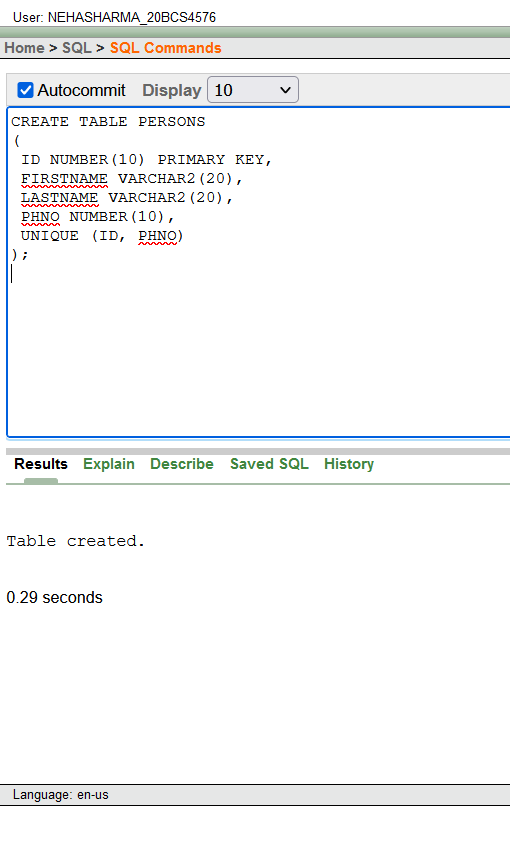 User: NEHASHARMA_20BCS4576
Home > SQL > SQL Commands
Autocommit Display 10
CREATE TABLE PERSONS
(
ID NUMBER(10) PRIMARY KEY,
FIRSTNAME VARCHAR2(20),
LASTNAME VARCHAR2(20),
PHNO NUMBER(10),
UNIQUE (ID, PHNO)
);
Results Explain Describe Saved SQL History
Table created.
0.29 seconds
Language: en-us